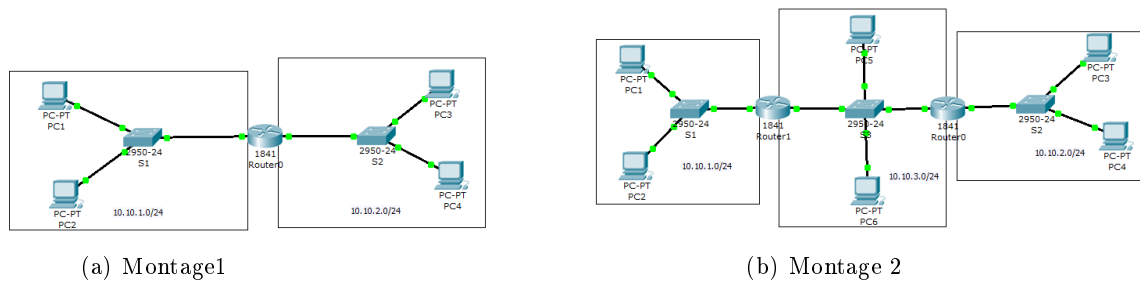 PC-PT
PC1
2950-24
S1
PC-PT
PC2
10.10.1.0/24
1841
Router0
PC-PT
PC3
2950-24
S2
PC-PT
PC4
10.10.2.0/24
(a) Montage1
PC-PT
PC1
2950-24
S1
PC-PT
PC2
10.10.1.0/24
1841
Router1
PC-PT
PC5
2950-24
S3
10.10.3.0/24
PC-PT
PC6
1841
Router0
PC-PT
PC3
2950-24
S2
PC-PT
PC4
10.10.2.0/24
(b) Montage 2